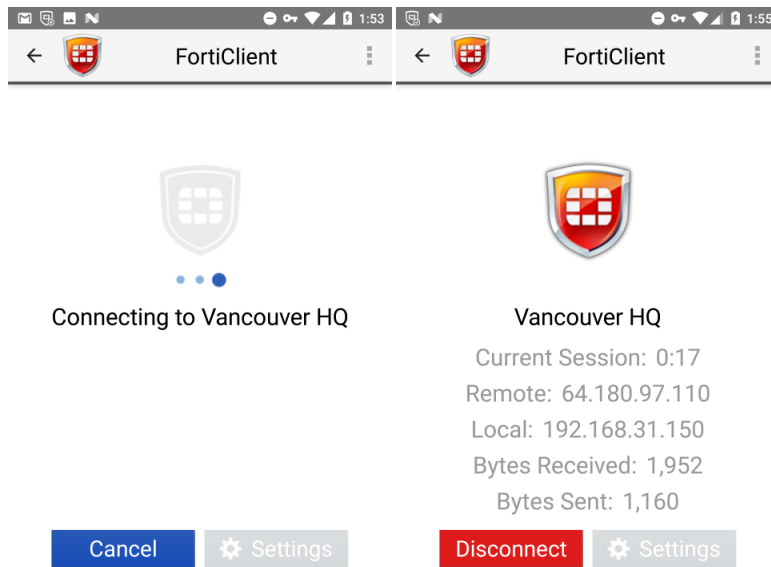 1:53
FortiClient
Connecting to Vancouver HQ
Cancel
Settings
1:55
FortiClient
Vancouver HQ
Current Session: 0:17
Remote: 64.180.97.110
Local: 192.168.31.150
Bytes Received: 1,952
Bytes Sent: 1,160
Disconnect
Settings